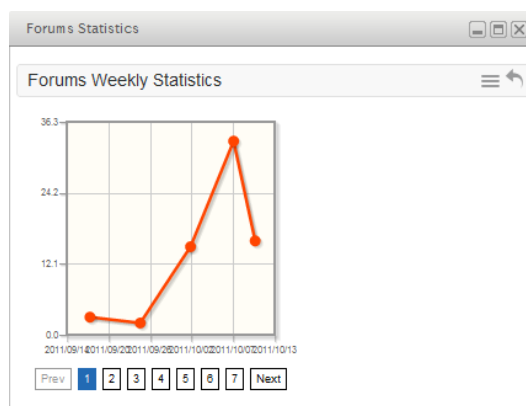 Forums Statistics
Forums Weekly Statistics
36.3
24.2
12.1
0.0
2011/09/14 2011/09/20 2011/09/26 2011/10/02 2011/10/07 2011/10/13
Prev 1 2 3 4 5 6 7 Next